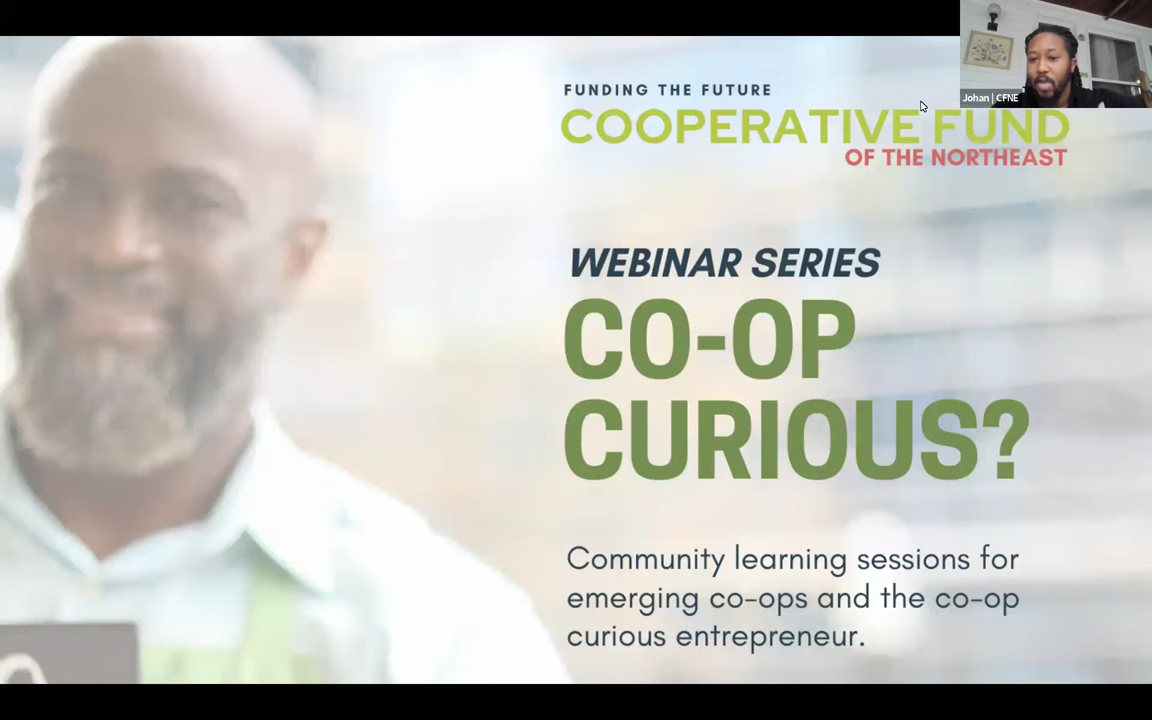 FUNDING THE FUTURE
COOPERATIVE FUND
OF THE NORTHEAST
Johan | CFNE
WEBINAR SERIES
CO-OP
CURIOUS?
Community learning sessions for
emerging co-ops and the co-op
curious entrepreneur.